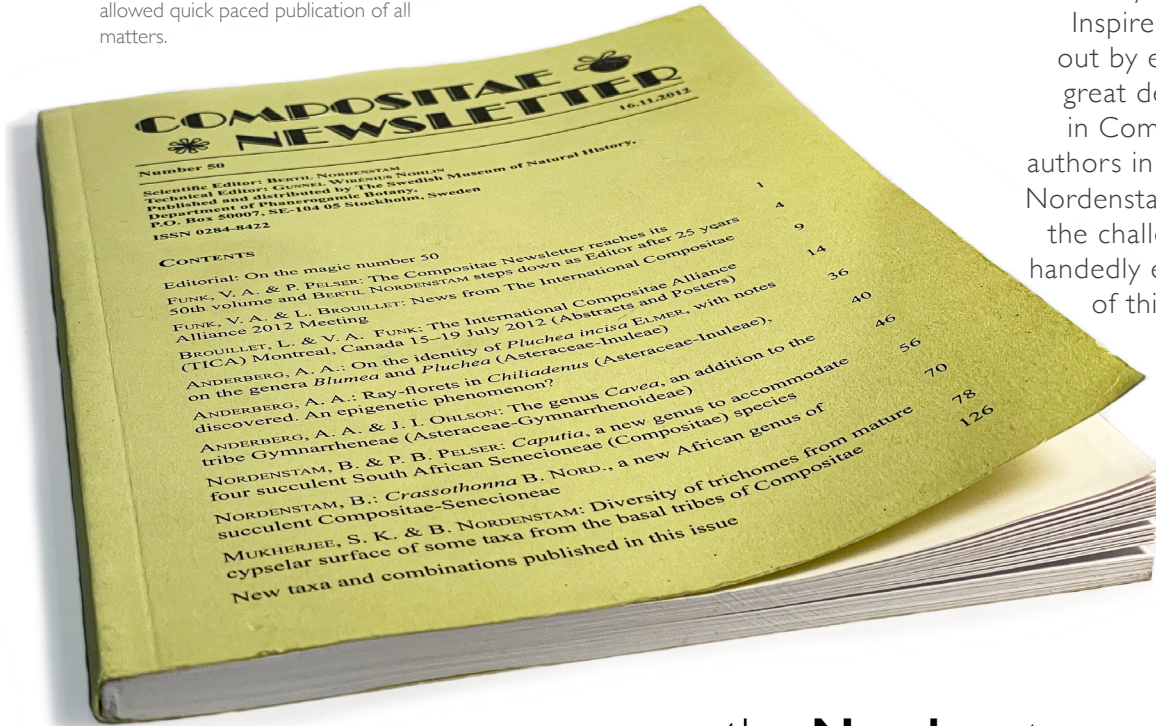 allowed quick paced publication of all
matters.
COMPOSITAE
NEWSLETTER
Number 50
16.11.2012
Scientific Editor: BERTIL NORDENSTAM
Technical Editor: GUNNEL WIRÉNIUS NOHLIN
Published and distributed by The Swedish Museum of Natural History,
Department of Phanerogamic Botany,
P.O. Box 50007, SE-104 05 Stockholm, Sweden
ISSN 0284-8422
CONTENTS
Editorial: On the magic number 50 1
FUNK, V. A. & P. PELSER: The Compositae Newsletter reaches its
50th volume and BERTIL NORDENSTAM steps down as Editor after 25 years 4
FUNK, V. A. & L. BROUILLET: News from The International Compositae
Alliance 2012 Meeting 9
BROUILLET, L. & V. A. FUNK: The International Compositae Alliance
(TICA) Montreal, Canada 15–19 July 2012 (Abstracts and Posters) 14
ANDERBERG, A. A.: On the identity of Pluchea incisa ELMER, with notes
on the genera Blumea and Pluchea (Asteraceae-Inuleae) 36
ANDERBERG, A. A.: Ray-florets in Chiliadenus (Asteraceae-Inuleae),
discovered. An epigenetic phenomenon? 40
ANDERBERG, A. A. & J. I. OHLSON: The genus Cavea, an addition to the
tribe Gymnarrheneae (Asteraceae-Gymnarrhenoideae) 46
NORDENSTAM, B. & P. B. PELSER: Caputia, a new genus to accommodate
four succulent South African Senecioneae (Compositae) species 56
NORDENSTAM, B.: Crassothonna B. NORD., a new African genus of
succulent Compositae-Senecioneae 70
MUKHERJEE, S. K. & B. NORDENSTAM: Diversity of trichomes from mature
cypselar surface of some taxa from the basal tribes of Compositae 78
New taxa and combinations published in this issue 126
Inspire
out by e
great de
in Com
authors in
Nordensta
the challe
handedly e
of thi